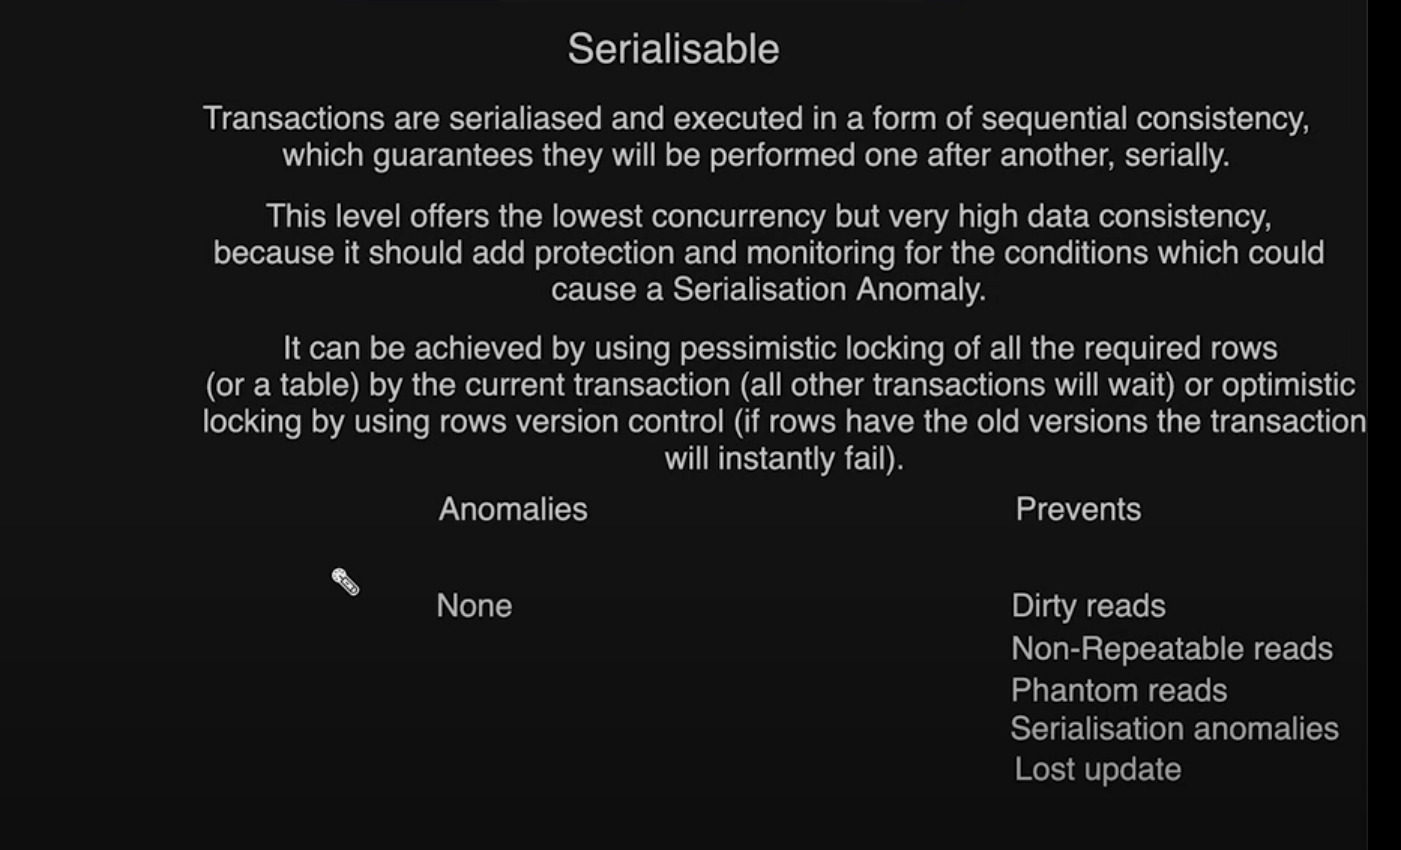 Serialisable
Transactions are serialiased and executed in a form of sequential consistency,
which guarantees they will be performed one after another, serially.
This level offers the lowest concurrency but very high data consistency,
because it should add protection and monitoring for the conditions which could
cause a Serialisation Anomaly.
It can be achieved by using pessimistic locking of all the required rows
(or a table) by the current transaction (all other transactions will wait) or optimistic
locking by using rows version control (if rows have the old versions the transaction
will instantly fail).
Anomalies
Prevents
None
Dirty reads
Non-Repeatable reads
Phantom reads
Serialisation anomalies
Lost update